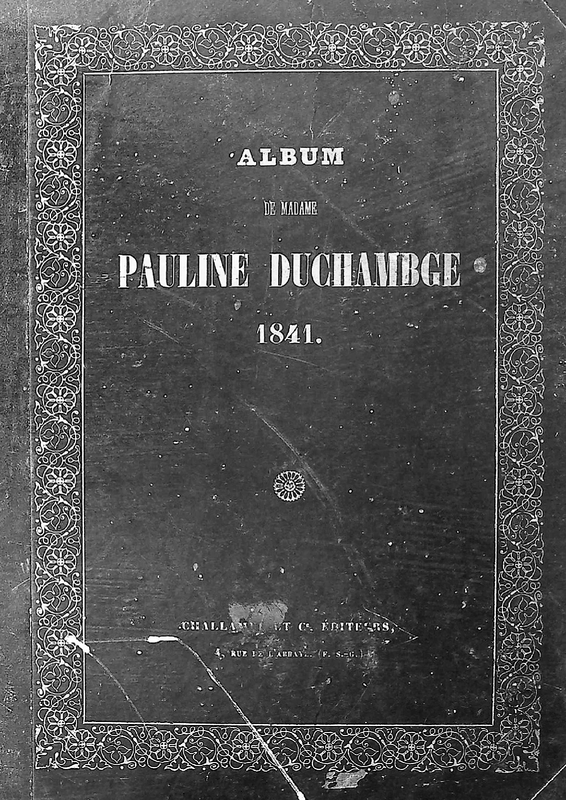 ALBUM
DE MADAME
PAULINE DUCHAMBGE
1841.
ET Cie. ÉDITEURS,
4, RUE DE L'ABBAYE, (F. S.-G.)